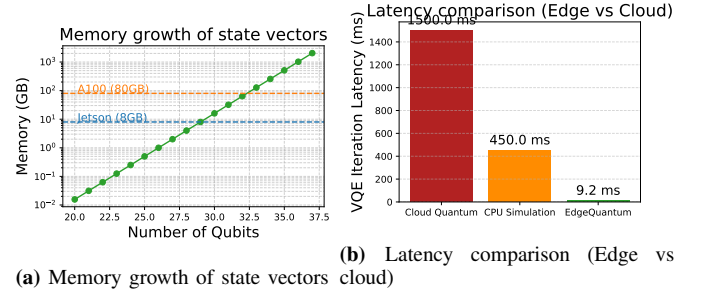 Memory growth of state vectors
Memory (GB)
10³
10²
10¹
10⁰
10⁻¹
10⁻²
A100 (80GB)
Jetson (8GB)
20.0 22.5 25.0 27.5 30.0 32.5 35.0 37.5
Number of Qubits
(a) Memory growth of state vectors
Latency comparison (Edge vs Cloud)
VQE Iteration Latency (ms)
1400
1200
1000
800
600
400
200
0
1500.0 ms
450.0 ms
9.2 ms
Cloud Quantum CPU Simulation EdgeQuantum
(b) Latency comparison (Edge vs
cloud)